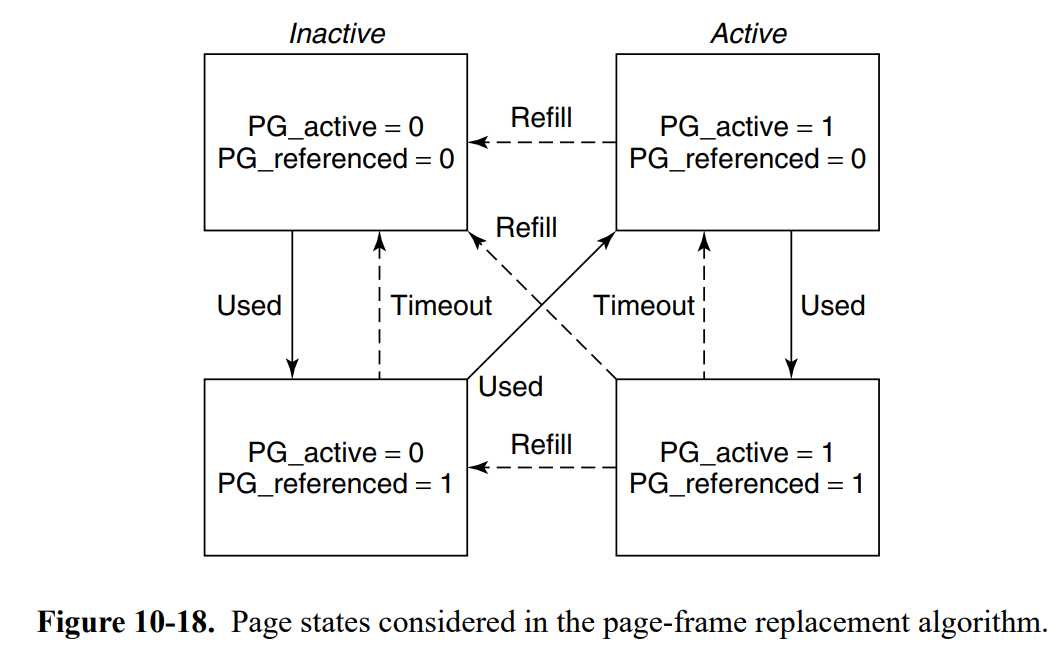 Inactive
Active
PG_active = 0
PG_referenced = 0
Refill
PG_active = 1
PG_referenced = 0
Refill
Used
Timeout
Timeout
Used
Used
PG_active = 0
PG_referenced = 1
Refill
PG_active = 1
PG_referenced = 1
Figure 10-18. Page states considered in the page-frame replacement algorithm.